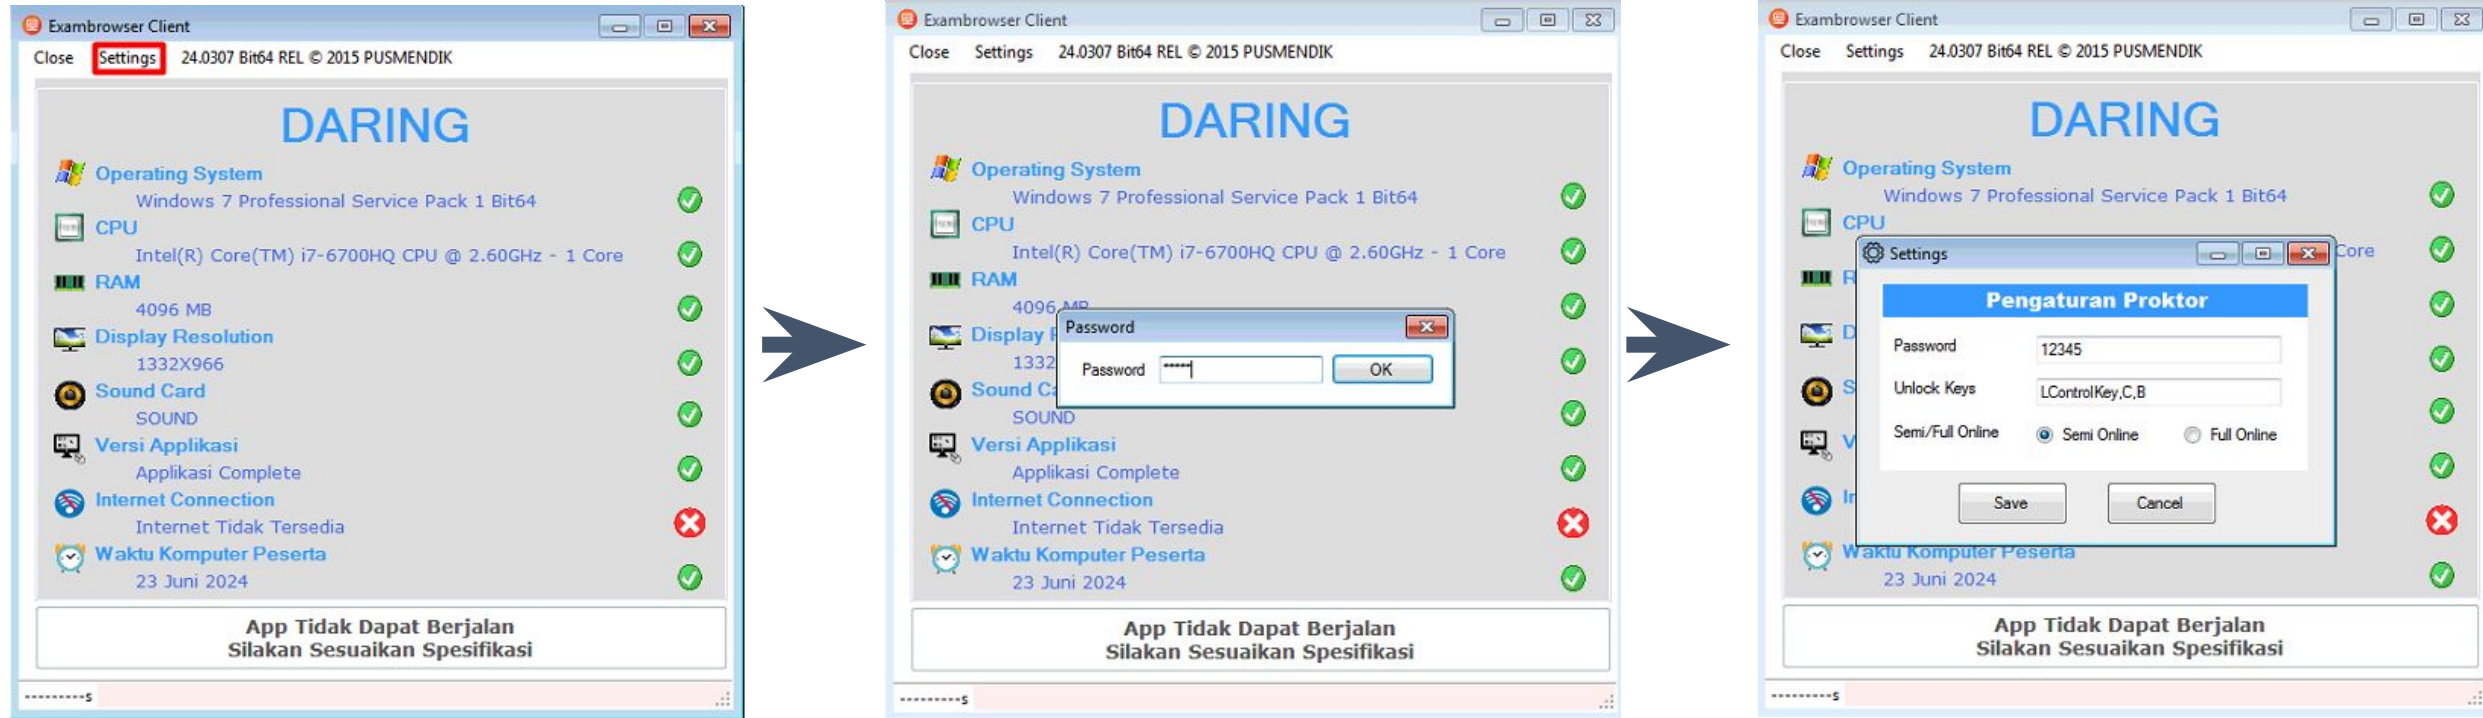 Exambrowser Client
Close Settings 24.0307 Bit64 REL © 2015 PUSMENDIK
DARING
Operating System
Windows 7 Professional Service Pack 1 Bit64
CPU
Intel(R) Core(TM) i7-6700HQ CPU @ 2.60GHz - 1 Core
RAM
4096 MB
Display Resolution
1332X966
Sound Card
SOUND
Versi Applikasi
Applikasi Complete
Internet Connection
Internet Tidak Tersedia
Waktu Komputer Peserta
23 Juni 2024
App Tidak Dapat Berjalan
Silakan Sesuaikan Spesifikasi
---------s
Exambrowser Client
Close Settings 24.0307 Bit64 REL © 2015 PUSMENDIK
DARING
Operating System
Windows 7 Professional Service Pack 1 Bit64
CPU
Intel(R) Core(TM) i7-6700HQ CPU @ 2.60GHz - 1 Core
RAM
4096 MB
Display
1332
Sound
SOUND
Versi Applikasi
Applikasi Complete
Internet Connection
Internet Tidak Tersedia
Waktu Komputer Peserta
23 Juni 2024
App Tidak Dapat Berjalan
Silakan Sesuaikan Spesifikasi
---------s
Password
Password ***** OK
Exambrowser Client
Close Settings 24.0307 Bit64 REL © 2015 PUSMENDIK
DARING
Operating System
Windows 7 Professional Service Pack 1 Bit64
CPU
Core
Settings
Pengaturan Proktor
Password 12345
Unlock Keys LControlKey,C,B
Semi/Full Online Semi Online Full Online
Save Cancel
Waktu Komputer Peserta
23 Juni 2024
App Tidak Dapat Berjalan
Silakan Sesuaikan Spesifikasi
---------s